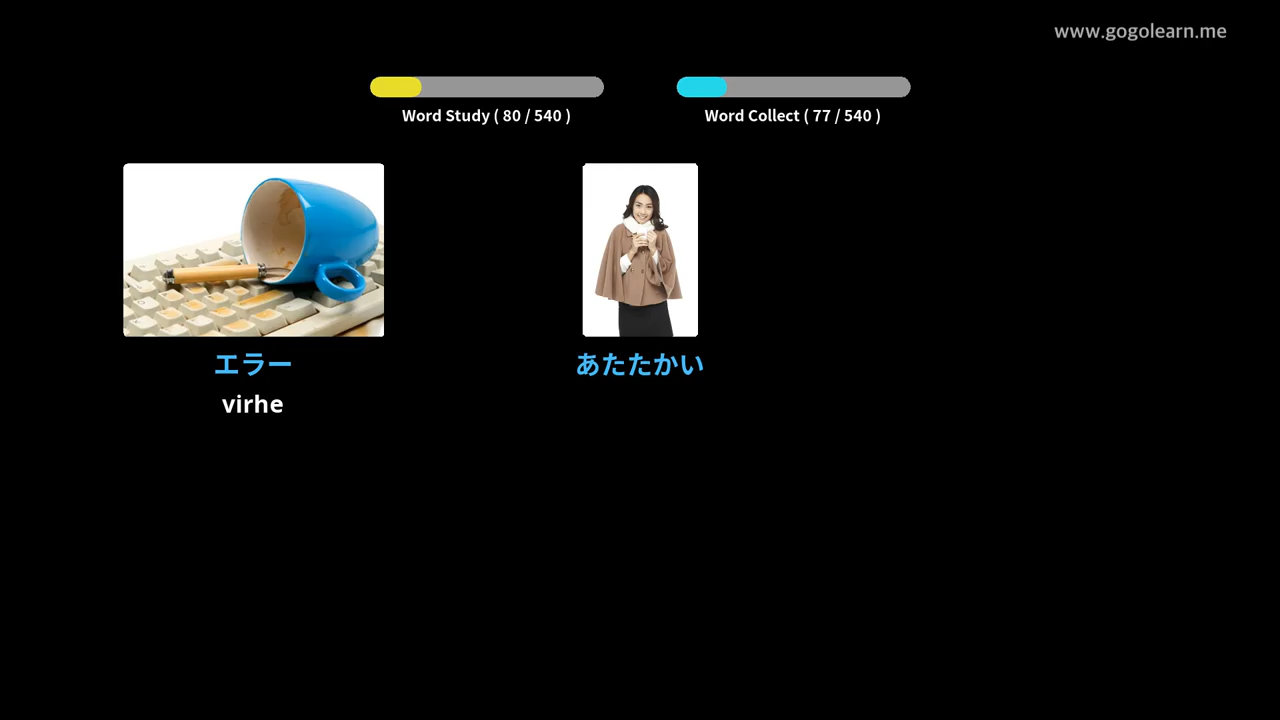 www.gogolearn.me
Word Study ( 80 / 540 )
Word Collect ( 77 / 540 )
エラー
virhe
あたたかい